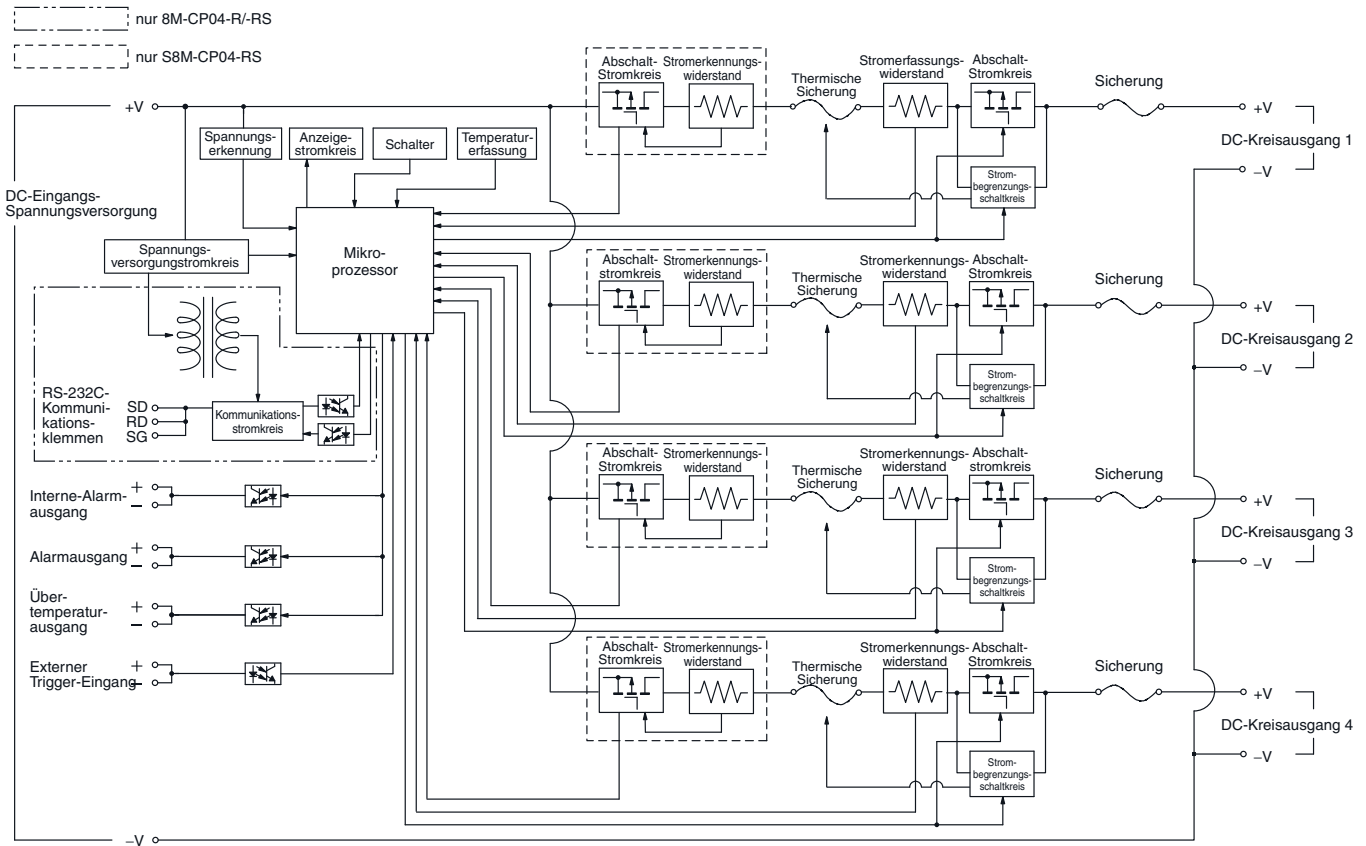 nur 8M-CP04-R/-RS
nur S8M-CP04-RS
+V
DC-Eingangs-
Spannungsversorgung
Spannungs-
erkennung
Anzeige-
stromkreis
Schalter
Temperatur-
erfassung
Spannungs-
versorgungstromkreis
Mikro-
prozessor
RS-232C-
Kommuni-
kations-
klemmen
SD
RD
SG
Kommunikations-
stromkreis
Interne-Alarm-
ausgang
+
−
Alarmausgang
+
−
Über-
temperatur-
ausgang
+
−
Externer
Trigger-Eingang
+
−
−V
Abschalt-
Stromkreis
Stromerkennungs-
widerstand
Thermische
Sicherung
Stromerfassungs-
widerstand
Abschalt-
Stromkreis
Sicherung
Strom-
begrenzungs-
schaltkreis
+V
DC-Kreisausgang 1
−V
Abschalt-
stromkreis
Stromerkennungs-
widerstand
Thermische
Sicherung
Stromerkennungs-
widerstand
Abschalt-
Stromkreis
Sicherung
Strom-
begrenzungs-
schaltkreis
+V
DC-Kreisausgang 2
−V
Abschalt-
Stromkreis
Stromerkennungs-
widerstand
Thermische
Sicherung
Stromerkennungs-
widerstand
Abschalt-
stromkreis
Sicherung
Strom-
begrenzungs-
schaltkreis
+V
DC-Kreisausgang 3
−V
Abschalt-
Stromkreis
Stromerkennungs-
widerstand
Thermische
Sicherung
Stromerkennungs-
widerstand
Abschalt-
Stromkreis
Sicherung
Strom-
begrenzungs-
schaltkreis
+V
DC-Kreisausgang 4
−V